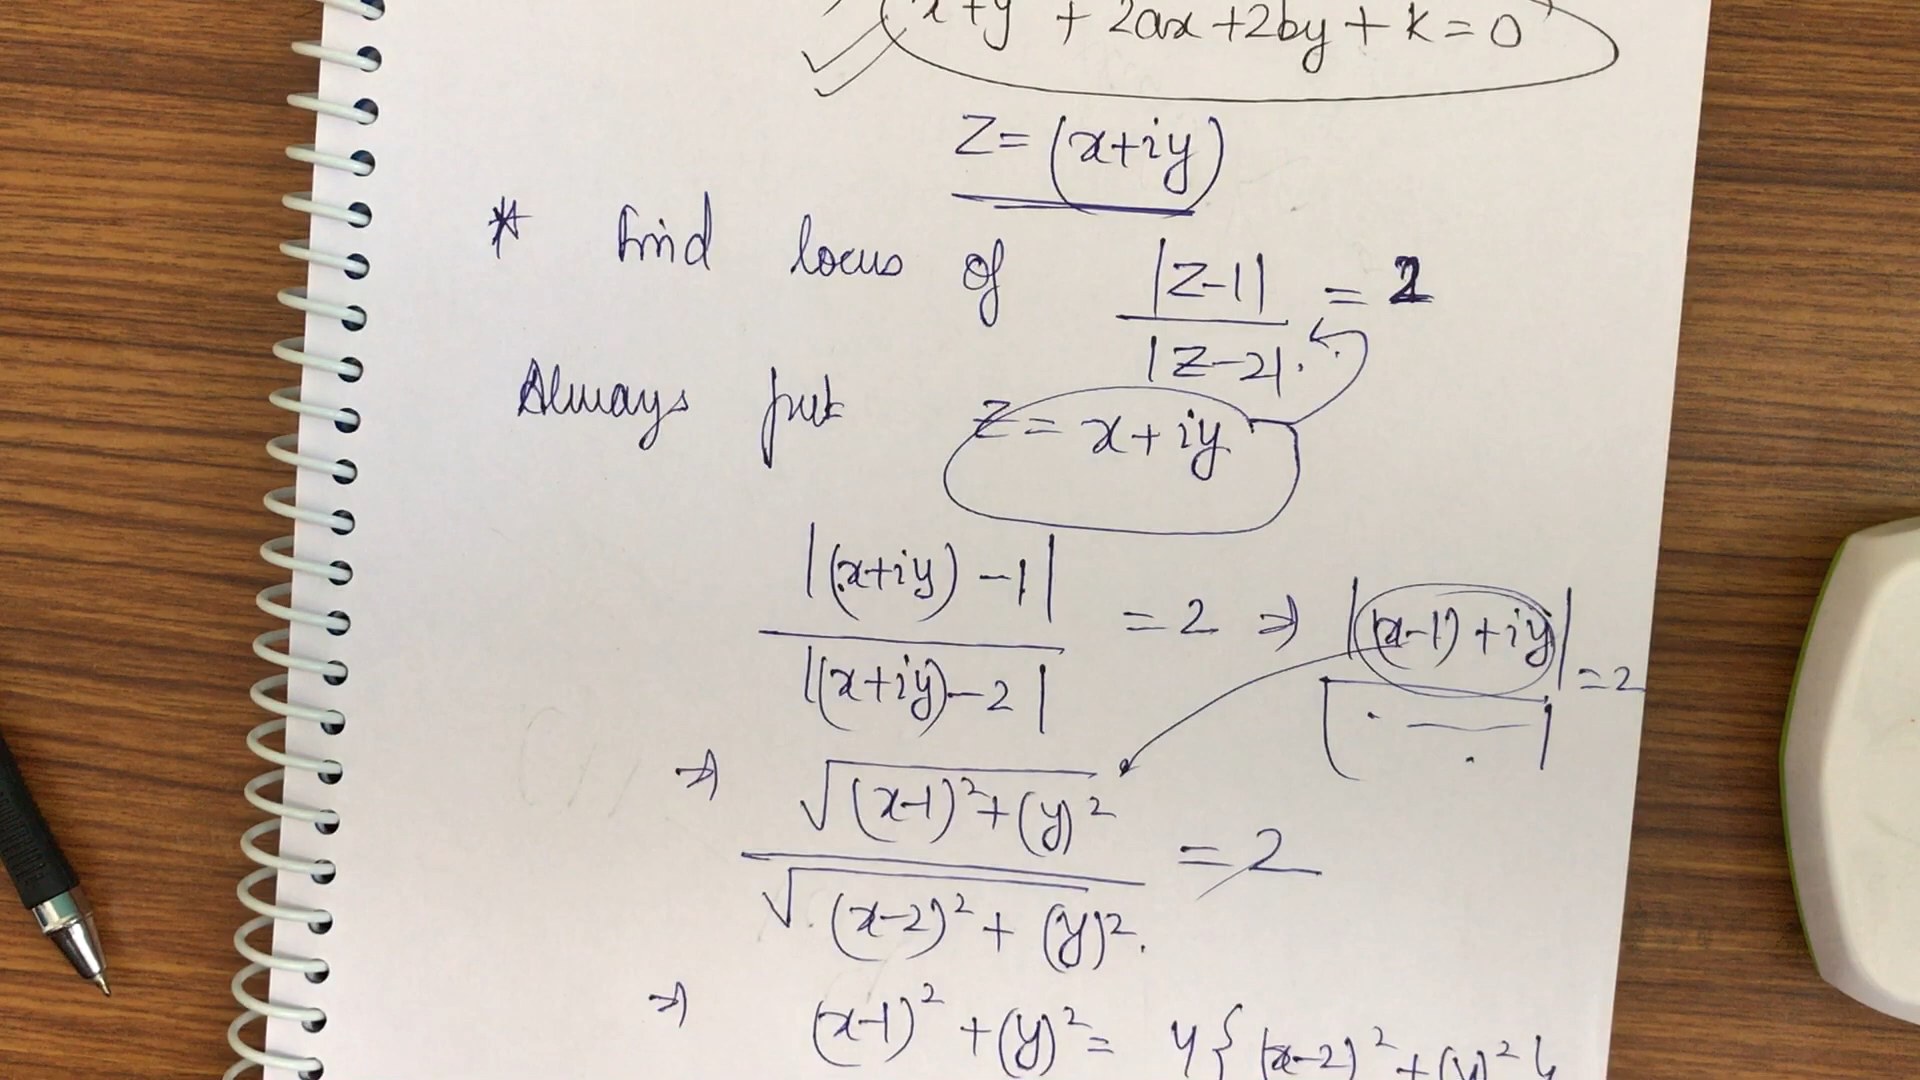 x+y + 2ax+2by+k=0
z=(x+iy)
* find locus of |z-1| / |z-2| = 2
Always put z=x+iy
|(x+iy)-1| / |(x+iy)-2| = 2 ⇒ |(x-1)+iy| / | | = 2
⇒ √(x-1)²+(y)² / √(x-2)²+(y)² = 2
⇒ (x-1)²+(y)² = 4{(x-2)²+(y)²}